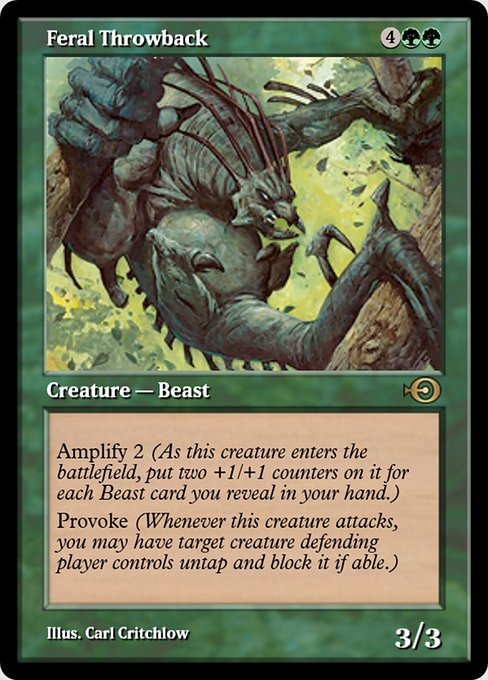 Feral Throwback 4
Creature — Beast
Amplify 2 (As this creature enters the
battlefield, put two +1/+1 counters on it for
each Beast card you reveal in your hand.)
Provoke (Whenever this creature attacks,
you may have target creature defending
player controls untap and block it if able.)
Illus. Carl Critchlow
3/3